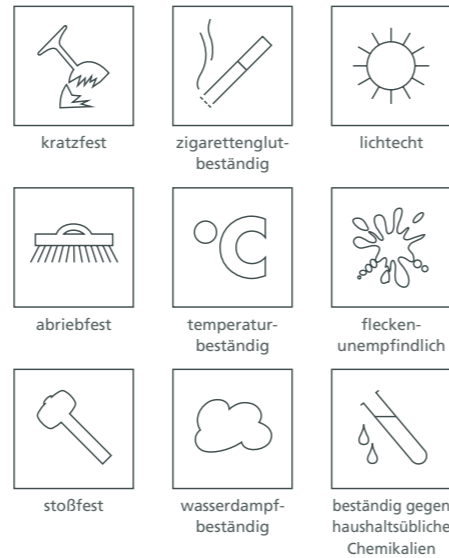 kratzfest
zigarettenglut-
beständig
lichtecht
abriebfest
temperatur-
beständig
flecken-
unempfindlich
stoßfest
wasserdampf-
beständig
beständig gegen
haushaltsübliche
Chemikalien